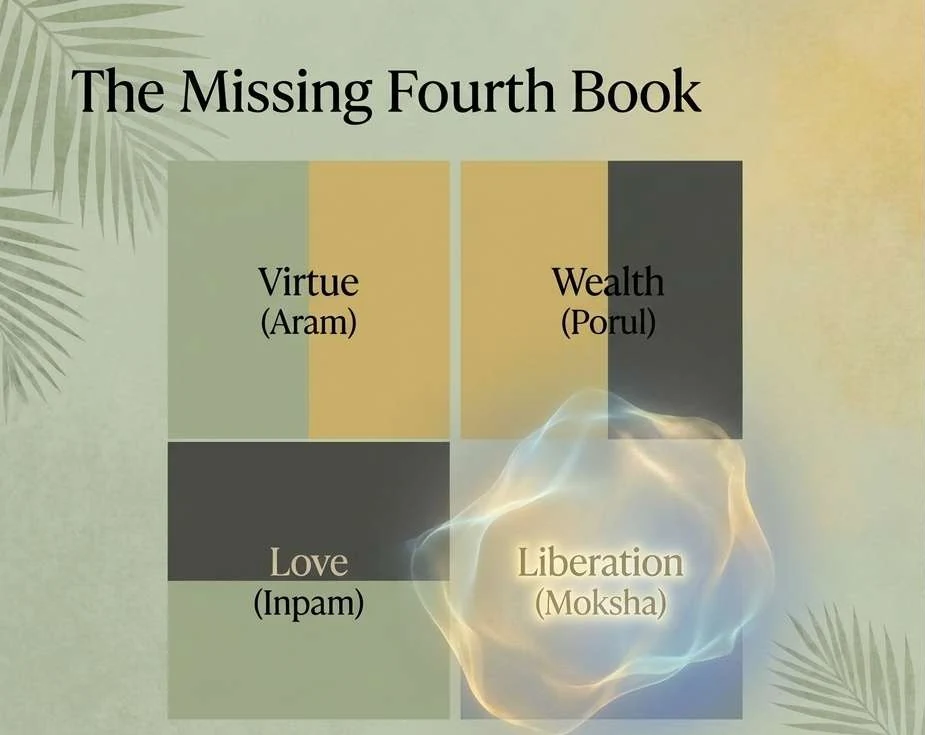 The Missing Fourth Book
Virtue
(Aram)
Wealth
(Porul)
Love
(Inpam)
Liberation
(Moksha)